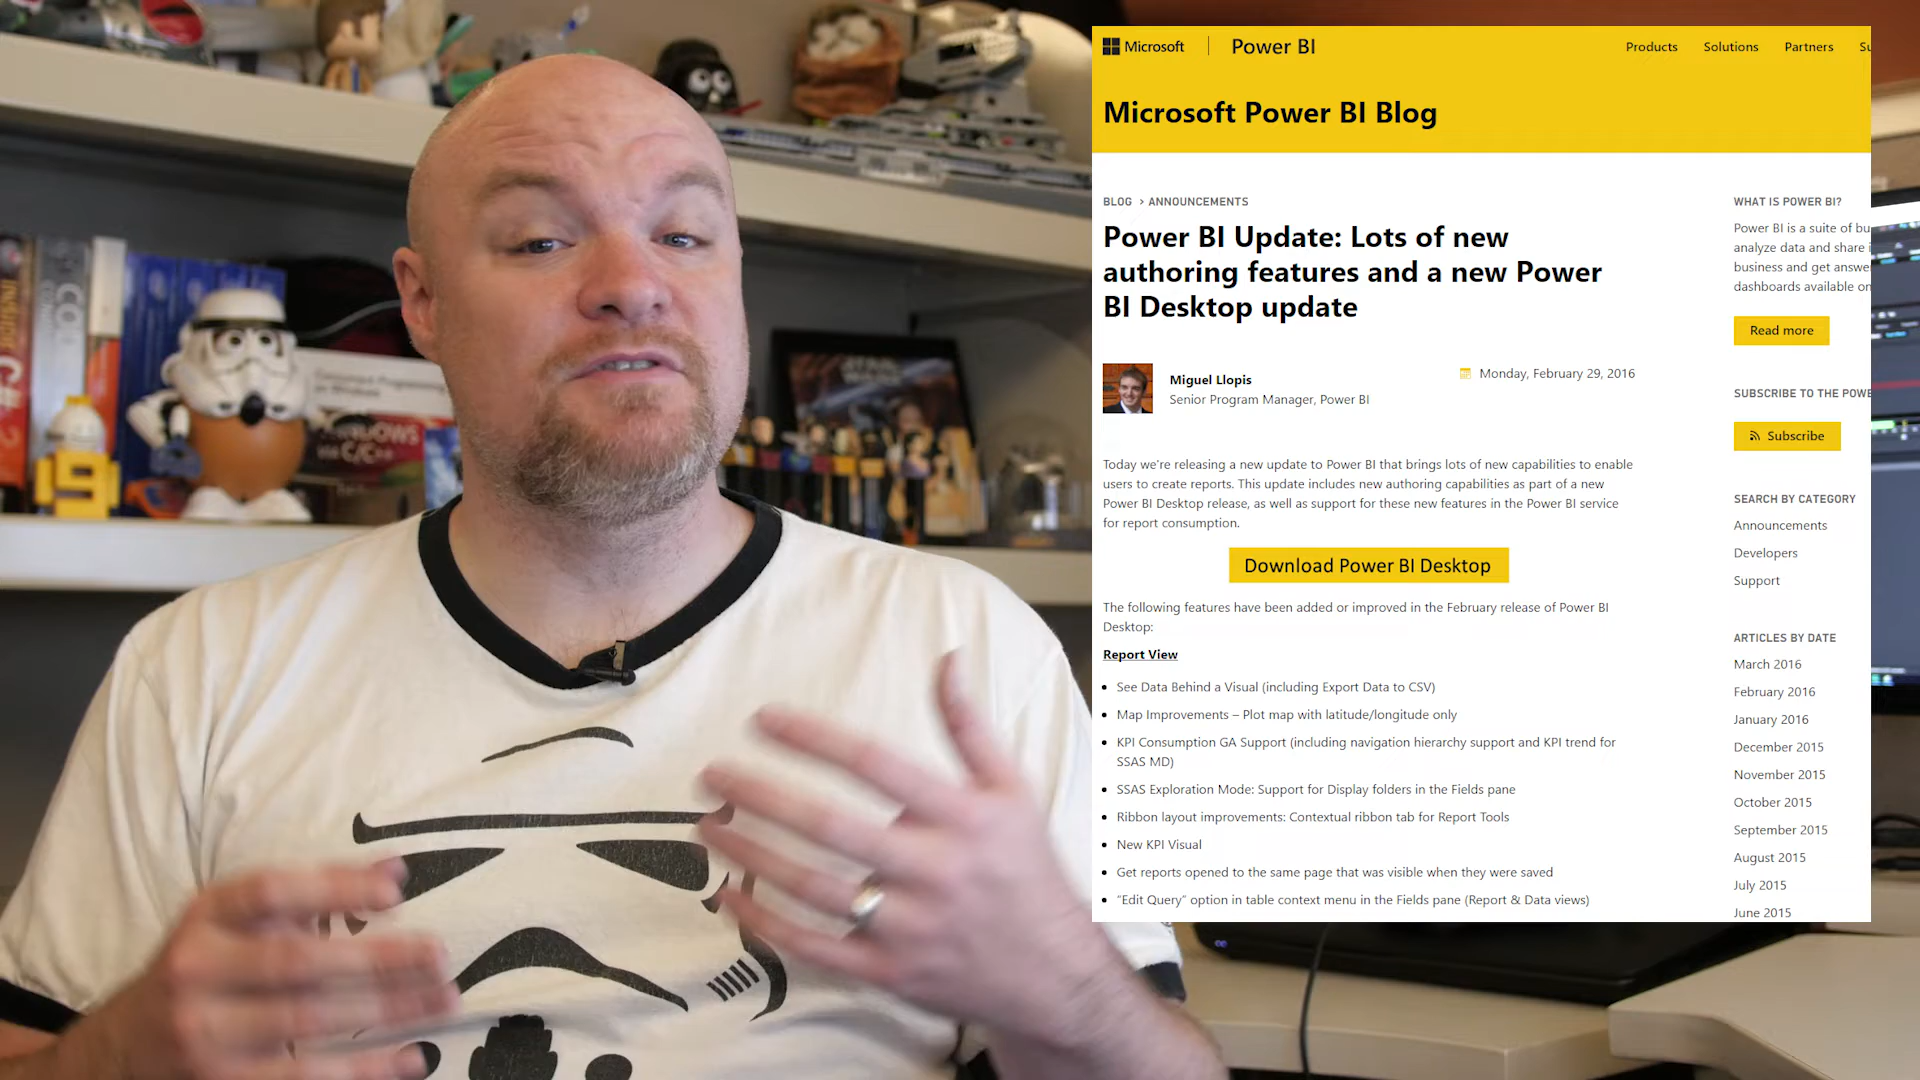 Microsoft
Power BI
Products
Solutions
Partners
Microsoft Power BI Blog
BLOG > ANNOUNCEMENTS
Power BI Update: Lots of new
authoring features and a new Power
BI Desktop update
Miguel Llopis
Senior Program Manager, Power BI
Monday, February 29, 2016
Today we're releasing a new update to Power BI that brings lots of new capabilities to enable
users to create reports. This update includes new authoring capabilities as part of a new
Power BI Desktop release, as well as support for these new features in the Power BI service
for report consumption.
Download Power BI Desktop
The following features have been added or improved in the February release of Power BI
Desktop:
Report View
See Data Behind a Visual (including Export Data to CSV)
Map Improvements – Plot map with latitude/longitude only
KPI Consumption GA Support (including navigation hierarchy support and KPI trend for
SSAS MD)
SSAS Exploration Mode: Support for Display folders in the Fields pane
Ribbon layout improvements: Contextual ribbon tab for Report Tools
New KPI Visual
Get reports opened to the same page that was visible when they were saved
“Edit Query” option in table context menu in the Fields pane (Report & Data views)
WHAT IS POWER BI?
Power BI is a suite of bu
analyze data and share i
business and get answe
dashboards available on
Read more
SUBSCRIBE TO THE POWE
Subscribe
SEARCH BY CATEGORY
Announcements
Developers
Support
ARTICLES BY DATE
March 2016
February 2016
January 2016
December 2015
November 2015
October 2015
September 2015
August 2015
July 2015
June 2015
WINDOWS
VIA C/C++